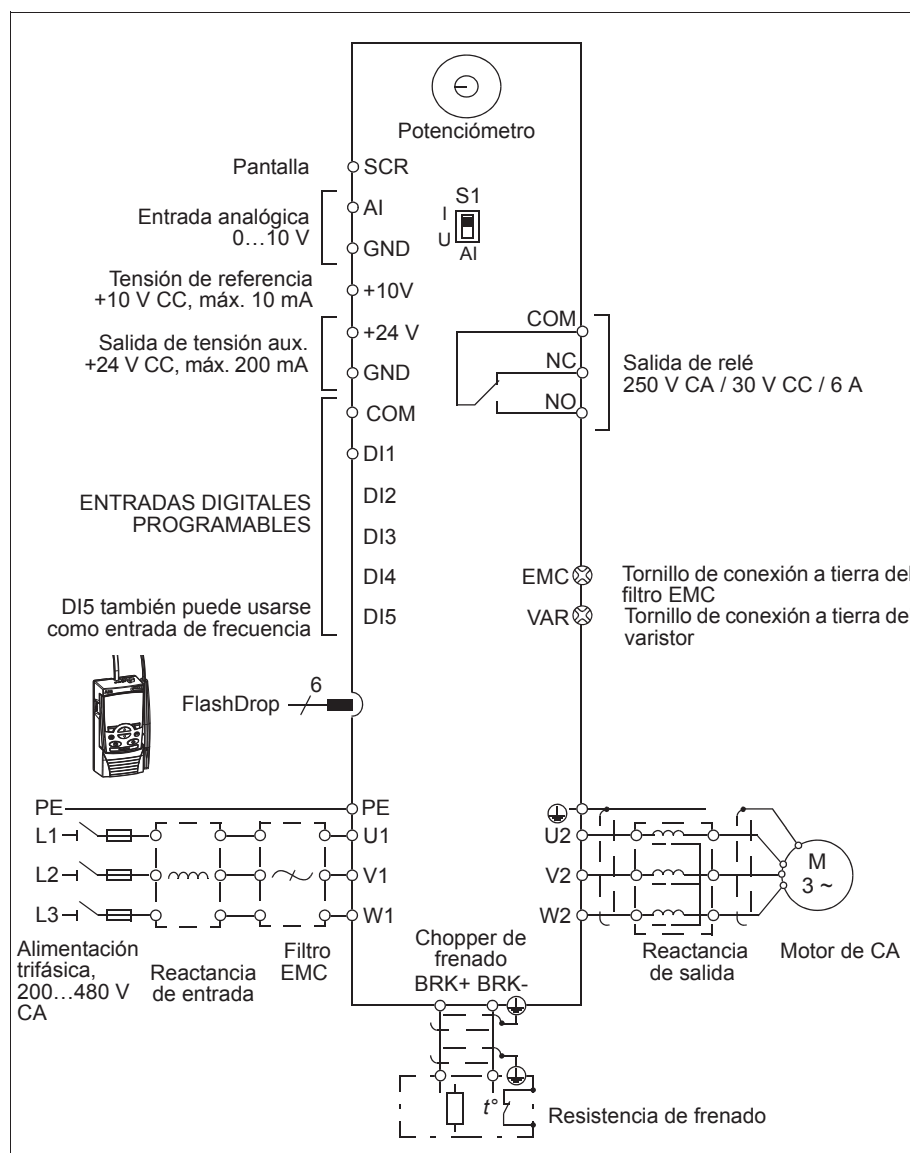 Potenciómetro
Pantalla
SCR
Entrada analógica
0…10 V
AI
GND
S1
I
U
AI
Tensión de referencia
+10 V CC, máx. 10 mA
+10V
Salida de tensión aux.
+24 V CC, máx. 200 mA
+24 V
GND
COM
NC
NO
Salida de relé
250 V CA / 30 V CC / 6 A
COM
DI1
DI2
DI3
DI4
DI5
ENTRADAS DIGITALES
PROGRAMABLES
DI5 también puede usarse
como entrada de frecuencia
EMC
Tornillo de conexión a tierra del
filtro EMC
VAR
Tornillo de conexión a tierra de
varistor
FlashDrop
6
PE
PE
L1
U1
U2
L2
V1
V2
L3
W1
W2
M
3 ~
Alimentación
trifásica,
200…480 V
CA
Reactancia
de entrada
Filtro
EMC
Chopper de
frenado
BRK+ BRK-
Reactancia
de salida
Motor de CA
t°
Resistencia de frenado